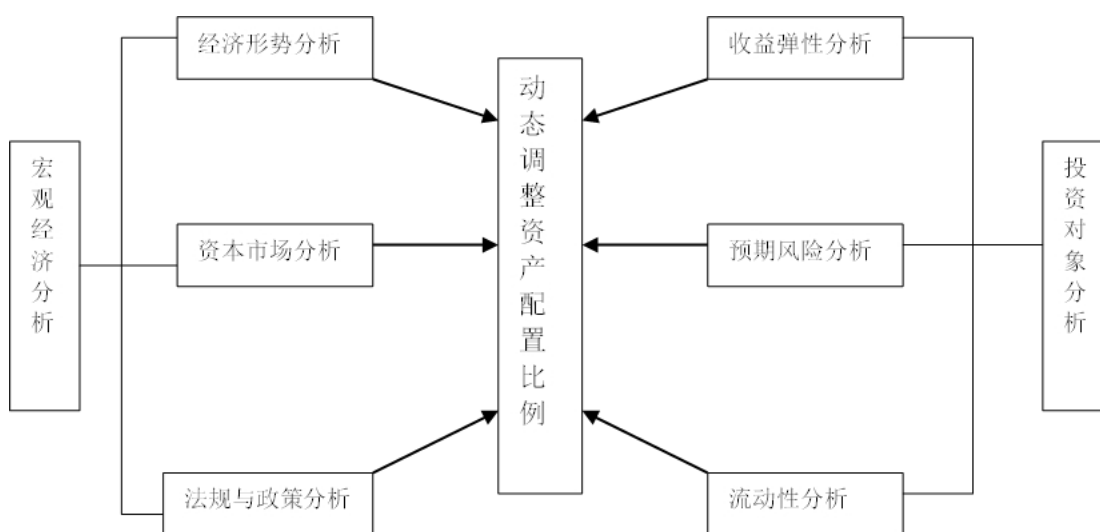 宏观经济分析
经济形势分析
资本市场分析
法规与政策分析
动态调整资产配置比例
收益弹性分析
预期风险分析
流动性分析
投资对象分析